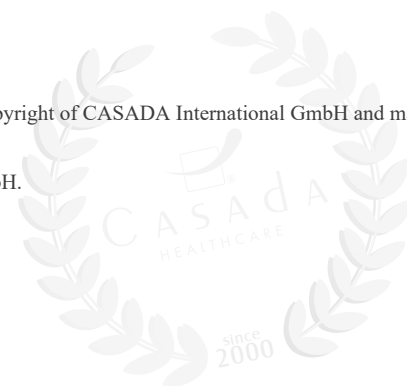 pyright of CASADA International GmbH and m
H.
®
CASADA
HEALTHCARE
since
2000